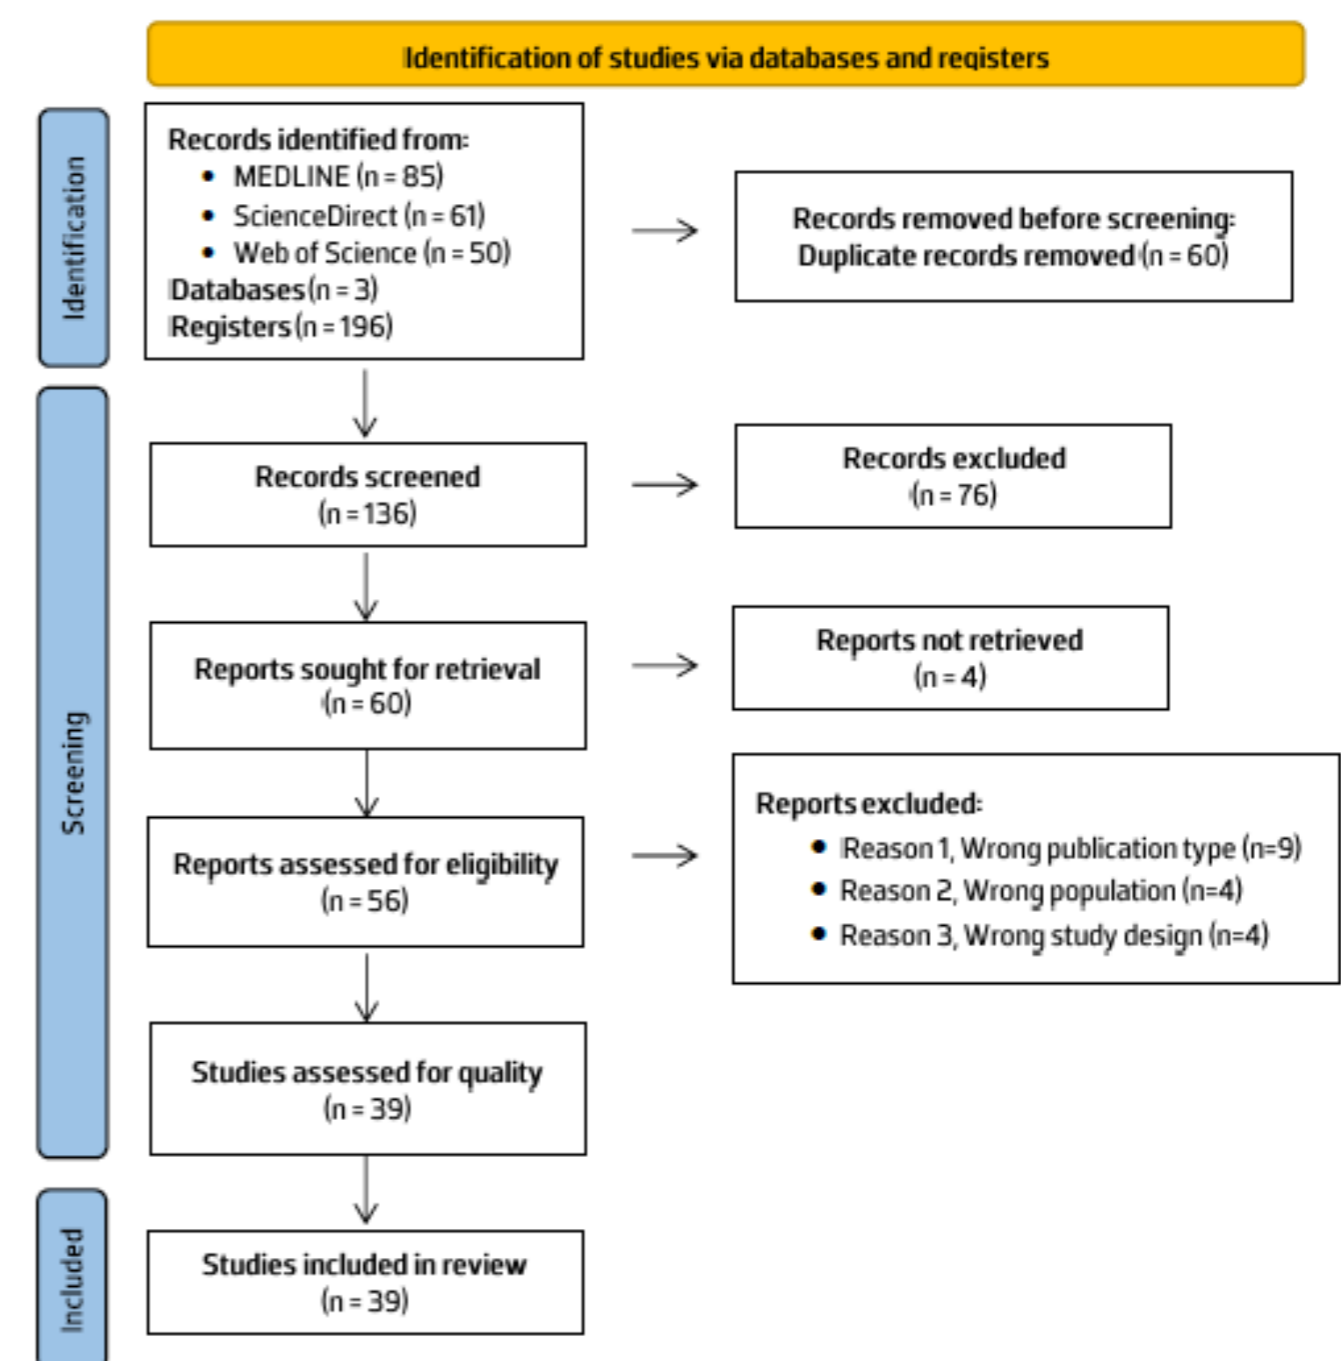 Identification of studies via databases and registers
Identification
Records identified from:
• MEDLINE (n = 85)
• ScienceDirect (n = 61)
• Web of Science (n = 50)
Databases (n = 3)
Registers (n = 196)
Records removed before screening:
Duplicate records removed (n = 60)
Screening
Records screened
(n = 136)
Records excluded
(n = 76)
Reports sought for retrieval
(n = 60)
Reports not retrieved
(n = 4)
Reports assessed for eligibility
(n = 56)
Reports excluded:
• Reason 1, Wrong publication type (n=9)
• Reason 2, Wrong population (n=4)
• Reason 3, Wrong study design (n=4)
Studies assessed for quality
(n = 39)
Included
Studies included in review
(n = 39)